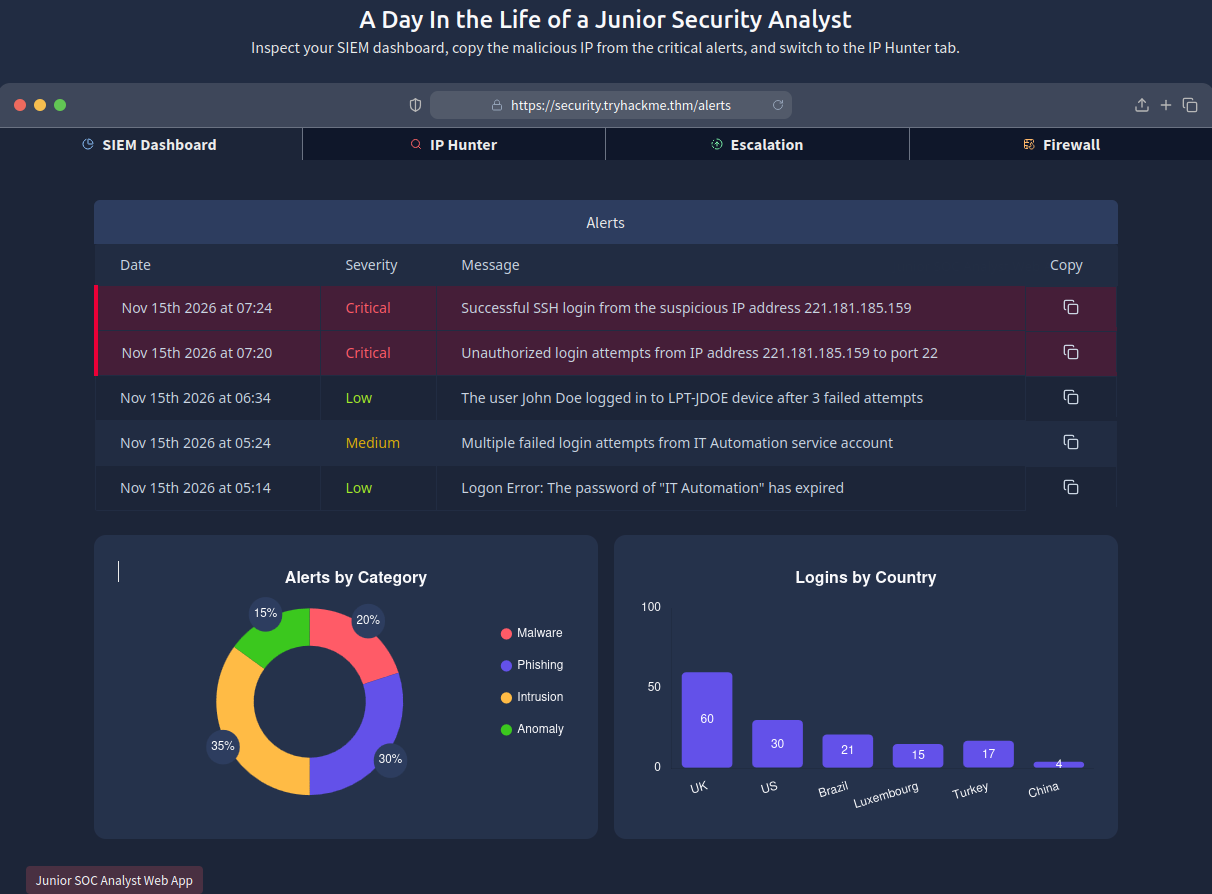 A Day In the Life of a Junior Security Analyst
Inspect your SIEM dashboard, copy the malicious IP from the critical alerts, and switch to the IP Hunter tab.
https://security.tryhackme.thm/alerts
SIEM Dashboard
IP Hunter
Escalation
Firewall
Alerts
Date Severity Message Copy
Nov 15th 2026 at 07:24 Critical Successful SSH login from the suspicious IP address 221.181.185.159
Nov 15th 2026 at 07:20 Critical Unauthorized login attempts from IP address 221.181.185.159 to port 22
Nov 15th 2026 at 06:34 Low The user John Doe logged in to LPT-JDOE device after 3 failed attempts
Nov 15th 2026 at 05:24 Medium Multiple failed login attempts from IT Automation service account
Nov 15th 2026 at 05:14 Low Logon Error: The password of "IT Automation" has expired
Alerts by Category
15%
20%
35%
30%
Malware
Phishing
Intrusion
Anomaly
Logins by Country
100
50
0
60
30
21
15
17
4
UK
US
Brazil
Luxembourg
Turkey
China
Junior SOC Analyst Web App